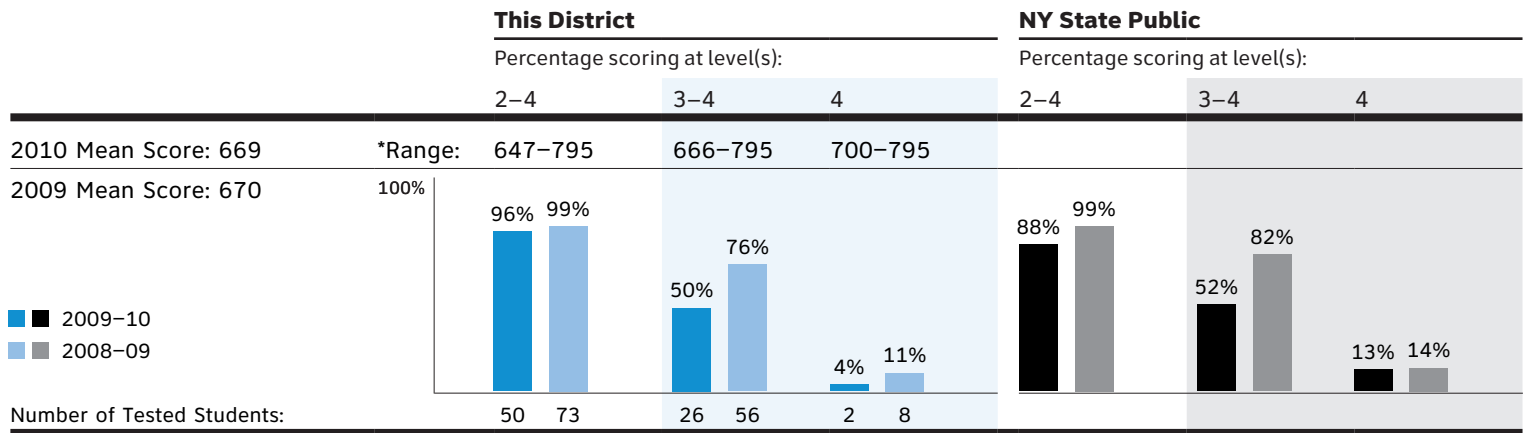 This District NY State Public
Percentage scoring at level(s): Percentage scoring at level(s):
2–4 3–4 4 2–4 3–4 4
2010 Mean Score: 669 *Range: 647–795 666–795 700–795
2009 Mean Score: 670 100%
96% 99% 76% 50% 4% 11% 88% 99% 82% 52% 13% 14%
2009–10
2008–09
Number of Tested Students: 50 73 26 56 2 8